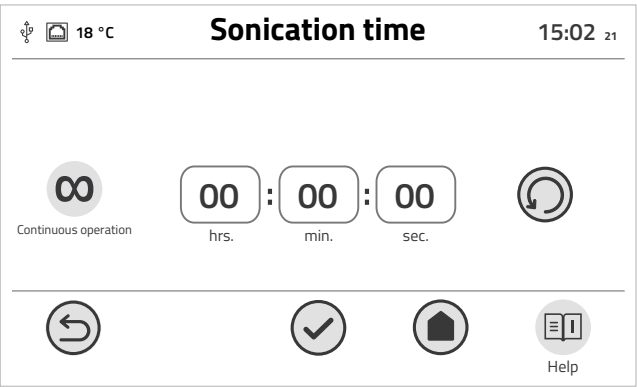 18 °C Sonication time 15:02 21
∞ 00 : 00 : 00
Continuous operation hrs. min. sec.
Help